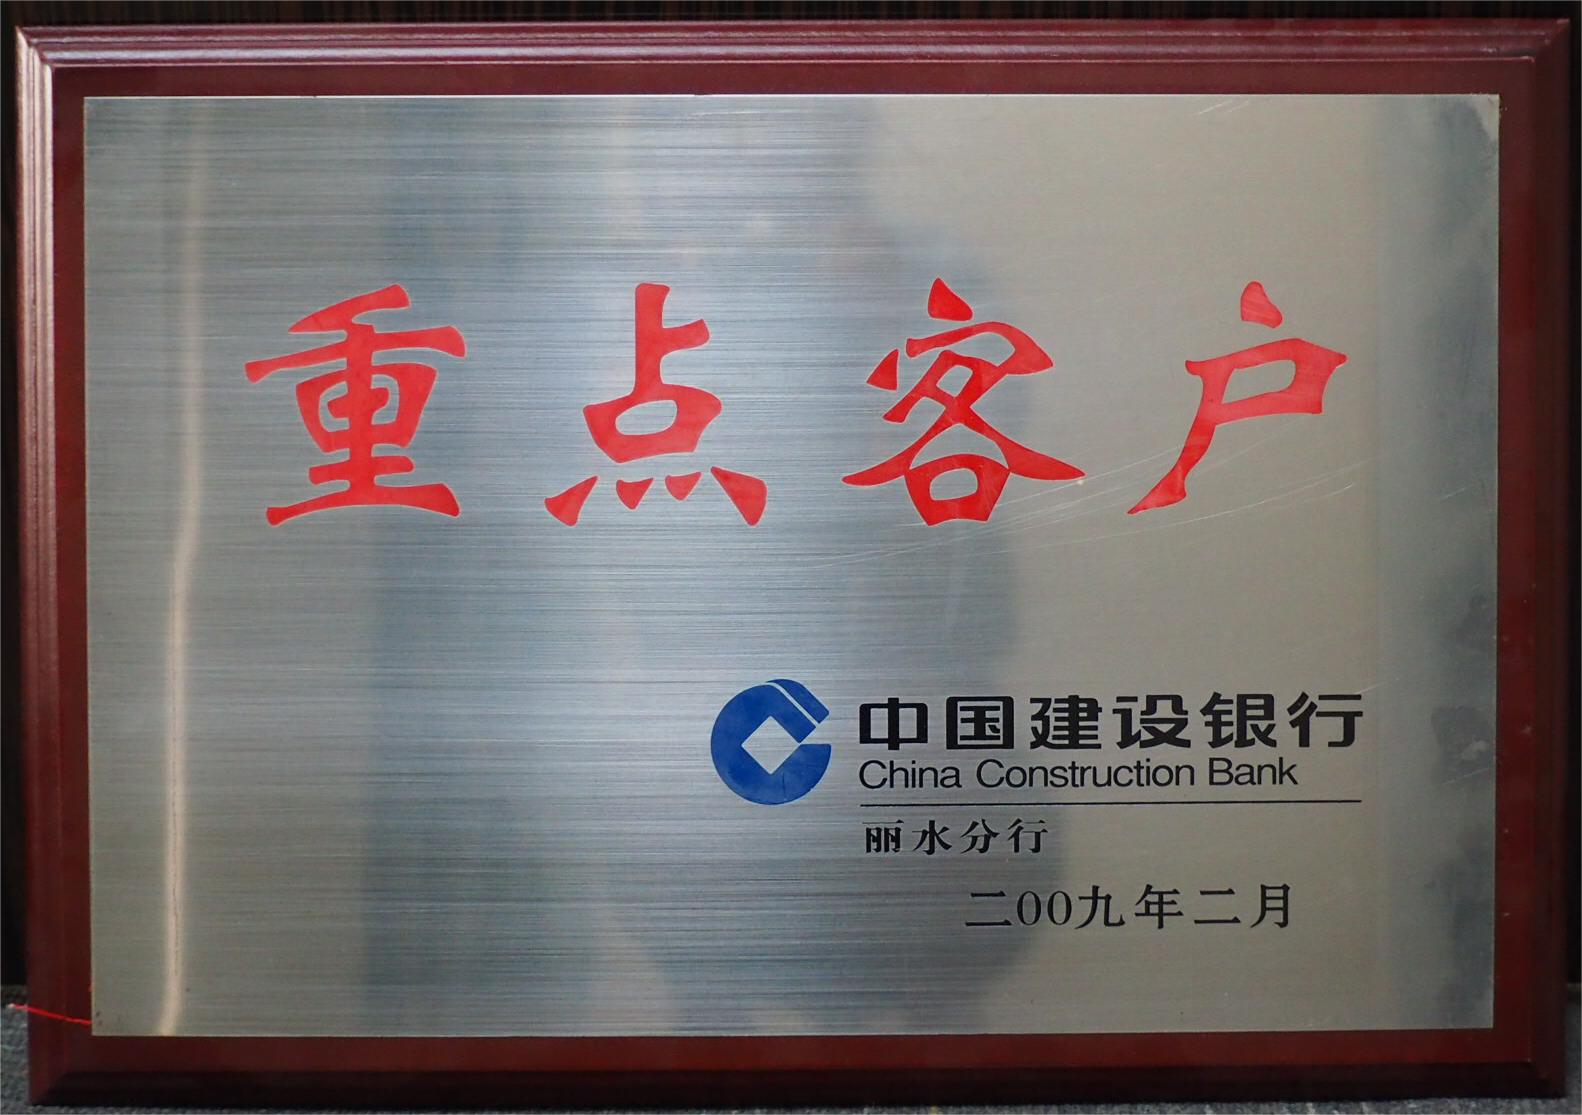 重点客户
中国建设银行
China Construction Bank
丽水分行
二00九年二月